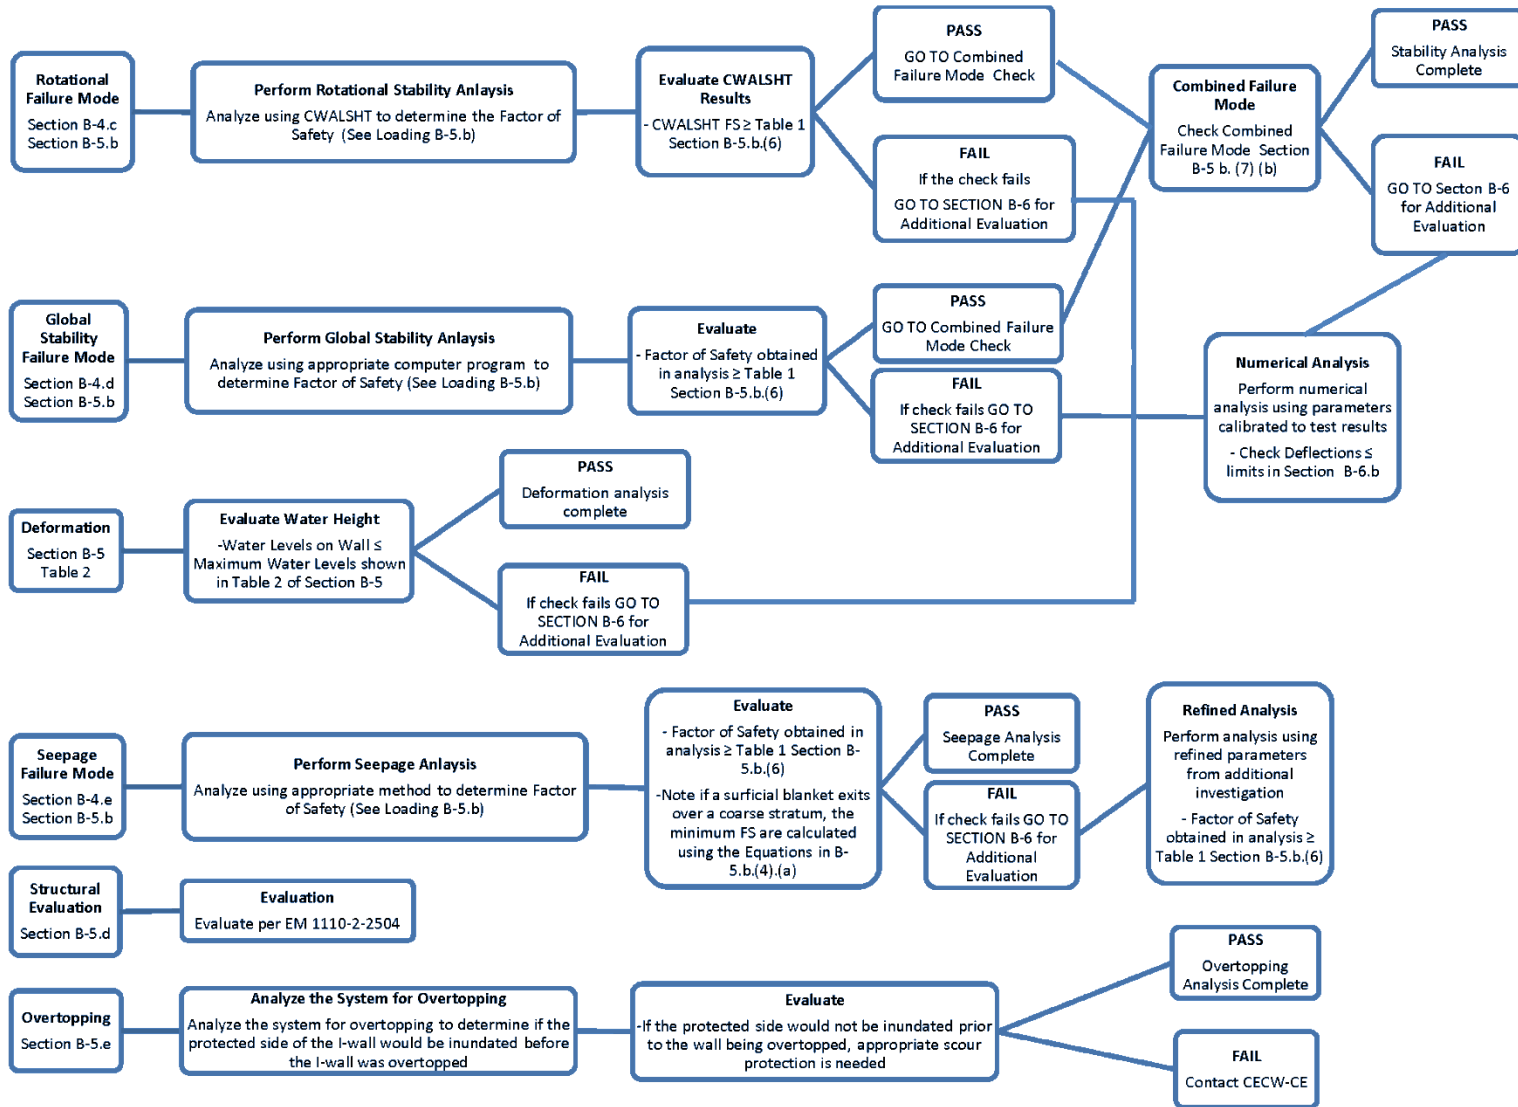 Rotational
Failure Mode
Section B-4.c
Section B-5.b
Perform Rotational Stability Anlaysis
Analyze using CWALSHT to determine the Factor of
Safety (See Loading B-5.b)
Evaluate CWALSHT
Results
- CWALSHT FS ≥ Table 1
Section B-5.b.(6)
PASS
GO TO Combined
Failure Mode Check
FAIL
If the check fails
GO TO SECTION B-6 for
Additional Evaluation
Combined Failure
Mode
Check Combined
Failure Mode Section
B-5 b. (7) (b)
PASS
Stability Analysis
Complete
FAIL
GO TO Secton B-6
for Additional
Evaluation
Global
Stability
Failure Mode
Section B-4.d
Section B-5.b
Perform Global Stability Anlaysis
Analyze using appropriate computer program to
determine Factor of Safety (See Loading B-5.b)
Evaluate
- Factor of Safety obtained
in analysis ≥ Table 1
Section B-5.b.(6)
PASS
GO TO Combined Failure
Mode Check
FAIL
If check fails GO TO
SECTION B-6 for
Additional Evaluation
Numerical Analysis
Perform numerical
analysis using parameters
calibrated to test results
- Check Deflections ≤
limits in Section B-6.b
Deformation
Section B-5
Table 2
Evaluate Water Height
-Water Levels on Wall ≤
Maximum Water Levels shown
in Table 2 of Section B-5
PASS
Deformation analysis
complete
FAIL
If check fails GO TO
SECTION B-6 for
Additional Evaluation
Seepage
Failure Mode
Section B-4.e
Section B-5.b
Perform Seepage Anlaysis
Analyze using appropriate method to determine Factor
of Safety (See Loading B-5.b)
Evaluate
- Factor of Safety obtained in
analysis ≥ Table 1 Section B-
5.b.(6)
-Note if a surficial blanket exits
over a coarse stratum, the
minimum FS are calculated
using the Equations in B-
5.b.(4).(a)
PASS
Seepage Analysis
Complete
FAIL
If check fails GO TO
SECTION B-6 for
Additional
Evaluation
Refined Analysis
Perform analysis using
refined parameters
from additional
investigation
- Factor of Safety
obtained in analysis ≥
Table 1 Section B-5.b.(6)
Structural
Evaluation
Section B-5.d
Evaluation
Evaluate per EM 1110-2-2504
Overtopping
Section B-5.e
Analyze the System for Overtopping
Analyze the system for overtopping to determine if the
protected side of the I-wall would be inundated before
the I-wall was overtopped
Evaluate
-If the protected side would not be inundated prior
to the wall being overtopped, appropriate scour
protection is needed
PASS
Overtopping
Analysis Complete
FAIL
Contact CECW-CE